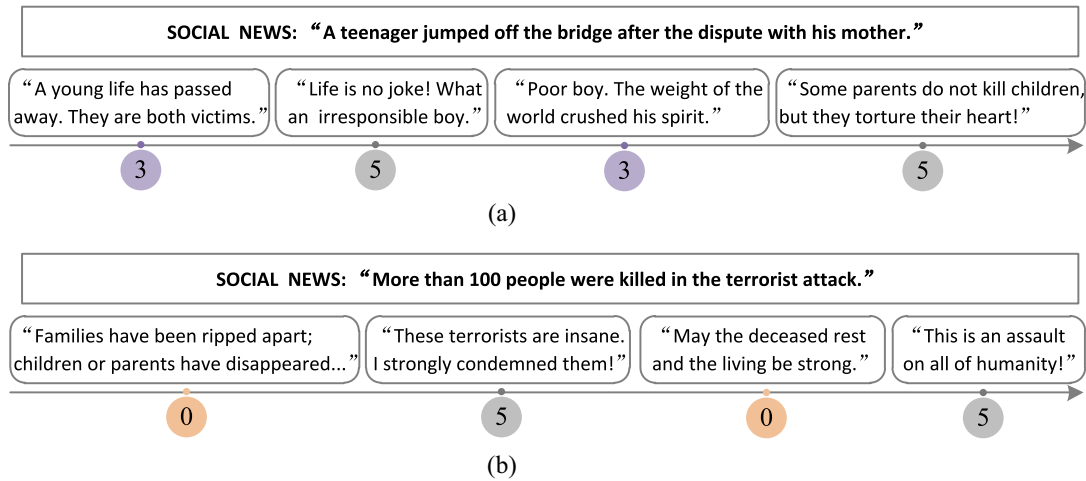 SOCIAL NEWS: “A teenager jumped off the bridge after the dispute with his mother.”
“A young life has passed
away. They are both victims.”
“Life is no joke! What
an irresponsible boy.”
“Poor boy. The weight of the
world crushed his spirit.”
“Some parents do not kill children,
but they torture their heart!”
3
5
3
5
(a)
SOCIAL NEWS: “More than 100 people were killed in the terrorist attack.”
“Families have been ripped apart;
children or parents have disappeared...”
“These terrorists are insane.
I strongly condemned them!”
“May the deceased rest
and the living be strong.”
“This is an assault
on all of humanity!”
0
5
0
5
(b)